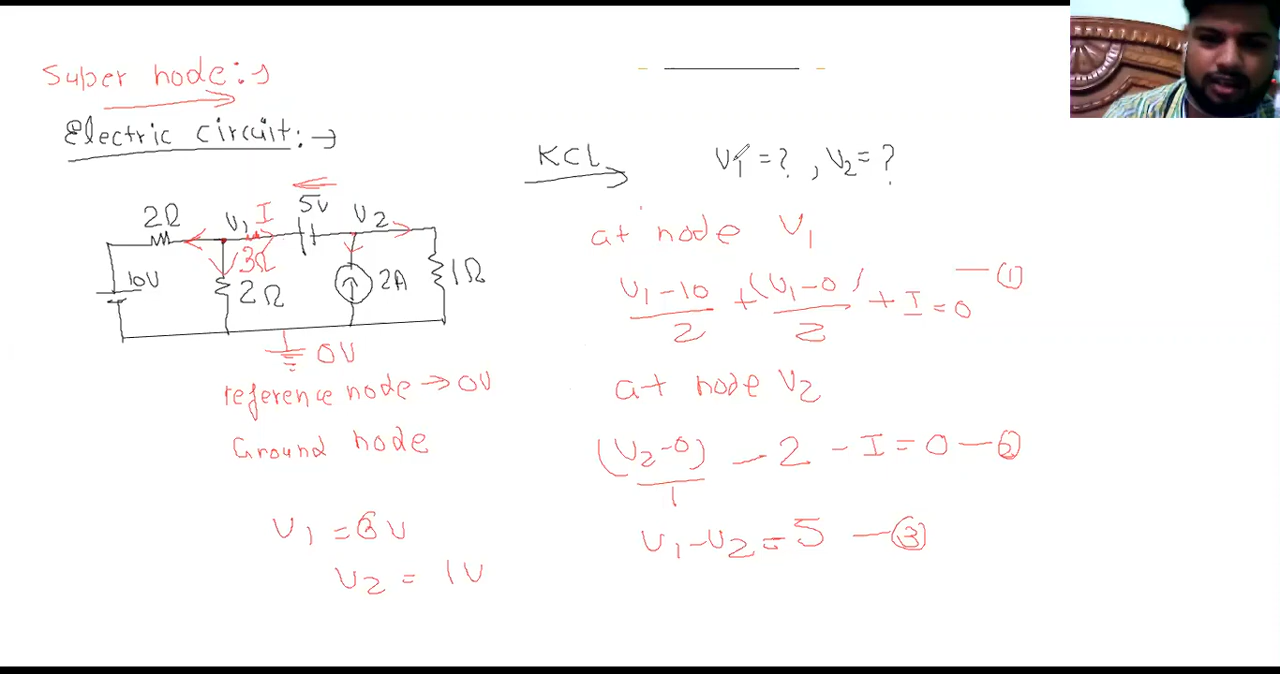 Super node:→
Electric circuit:→
KCL
V1 = ? , V2 = ?
2Ω
V1
I
5V
V2
10V
3Ω
2Ω
2A
1Ω
0V
reference node → 0V
Ground node
V1 = 6V
V2 = 1V
at node V1
(V1-10)/2 + (V1-0)/2 + I = 0 — ①
at node V2
(V2-0)/1 - 2 - I = 0 — ②
V1-V2 = 5 — ③